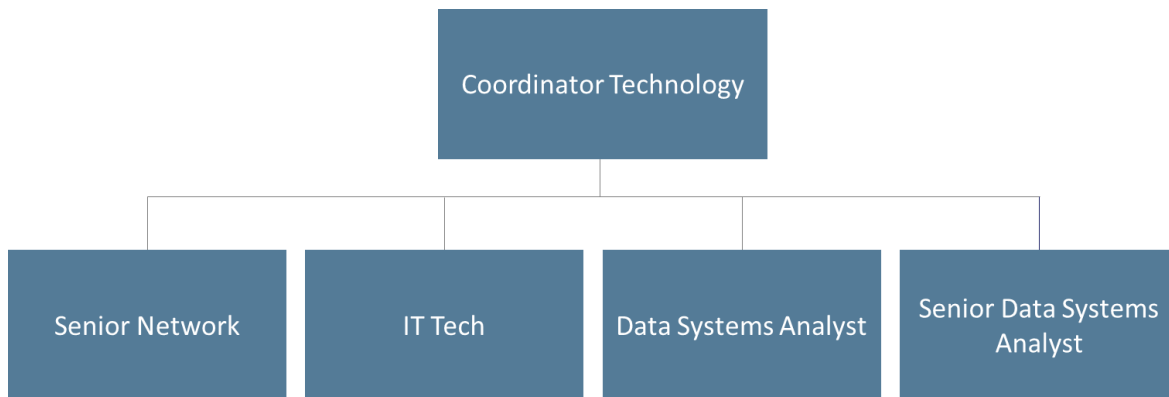 Coordinator Technology
Senior Network
IT Tech
Data Systems Analyst
Senior Data Systems
Analyst